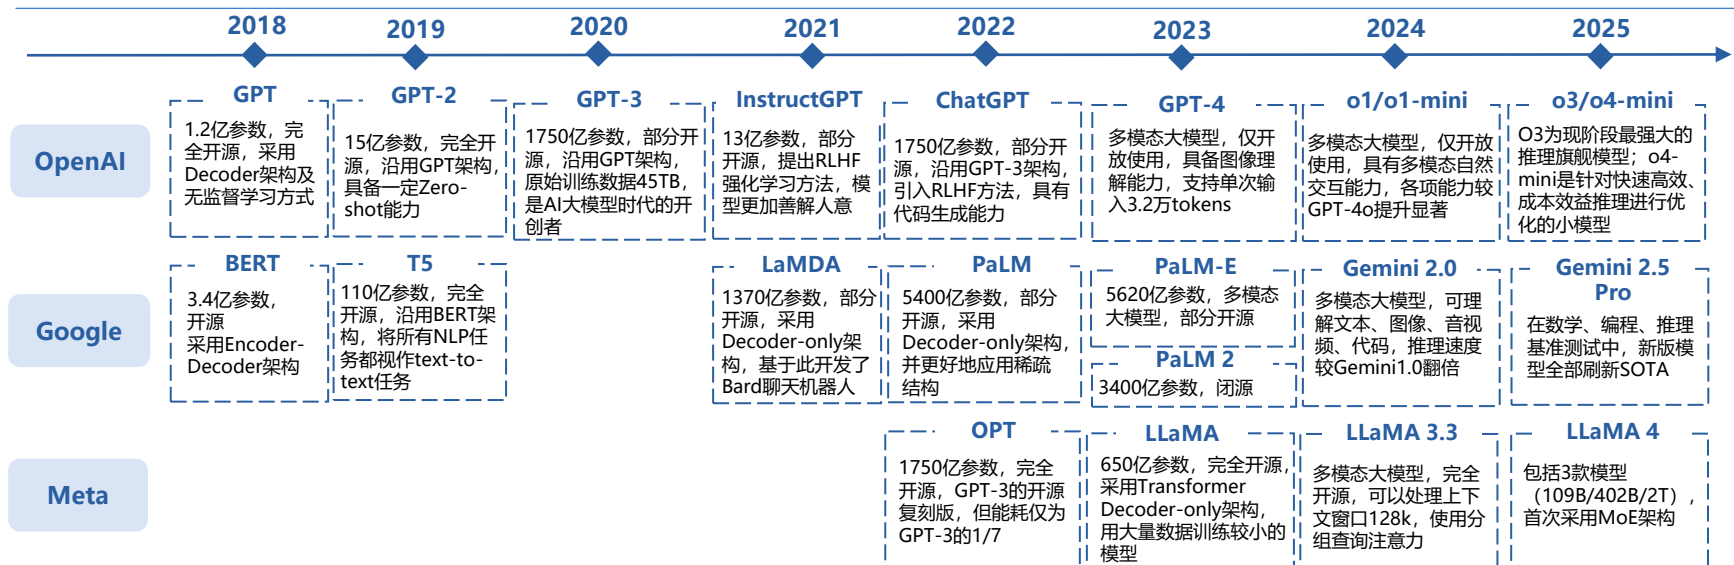 2018
2019
2020
2021
2022
2023
2024
2025
OpenAI
GPT
1.2亿参数，完
全开源，采用
Decoder架构及
无监督学习方式
GPT-2
15亿参数，完全开
源，沿用GPT架构，
具备一定Zero-
shot能力
GPT-3
1750亿参数，部分开
源，沿用GPT架构，
原始训练数据45TB，
是AI大模型时代的开
创者
InstructGPT
13亿参数，部分
开源，提出RLHF
强化学习方法，模
型更加善解人意
ChatGPT
1750亿参数，部分开
源，沿用GPT-3架构，
引入RLHF方法，具有
代码生成能力
GPT-4
多模态大模型，仅开
放使用，具备图像理
解能力，支持单次输
入3.2万tokens
o1/o1-mini
多模态大模型，仅开放
使用，具有多模态自然
交互能力，各项能力较
GPT-4o提升显著
o3/o4-mini
O3为现阶段最强大的
推理旗舰模型；o4-
mini是针对快速高效、
成本效益推理进行优
化的小模型
Google
BERT
3.4亿参数，
开源
采用Encoder-
Decoder架构
T5
110亿参数，完全
开源，沿用BERT架
构，将所有NLP任
务都视作text-to-
text任务
LaMDA
1370亿参数，部分
开源，采用
Decoder-only架
构，基于此开发了
Bard聊天机器人
PaLM
5400亿参数，部分
开源，采用
Decoder-only架构，
并更好地应用稀疏
结构
PaLM-E
5620亿参数，多模态
大模型，部分开源
PaLM 2
3400亿参数，闭源
Gemini 2.0
多模态大模型，可理
解文本、图像、音视
频、代码，推理速度
较Gemini1.0翻倍
Gemini 2.5
Pro
在数学、编程、推理
基准测试中，新版模
型全部刷新SOTA
Meta
OPT
1750亿参数，完全
开源，GPT-3的开源
复刻版，但能耗仅为
GPT-3的1/7
LLaMA
650亿参数，完全开源，
采用Transformer
Decoder-only架构，
用大量数据训练较小的
模型
LLaMA 3.3
多模态大模型，完全
开源，可以处理上下
文窗口128k，使用分
组查询注意力
LLaMA 4
包括3款模型
（109B/402B/2T），
首次采用MoE架构